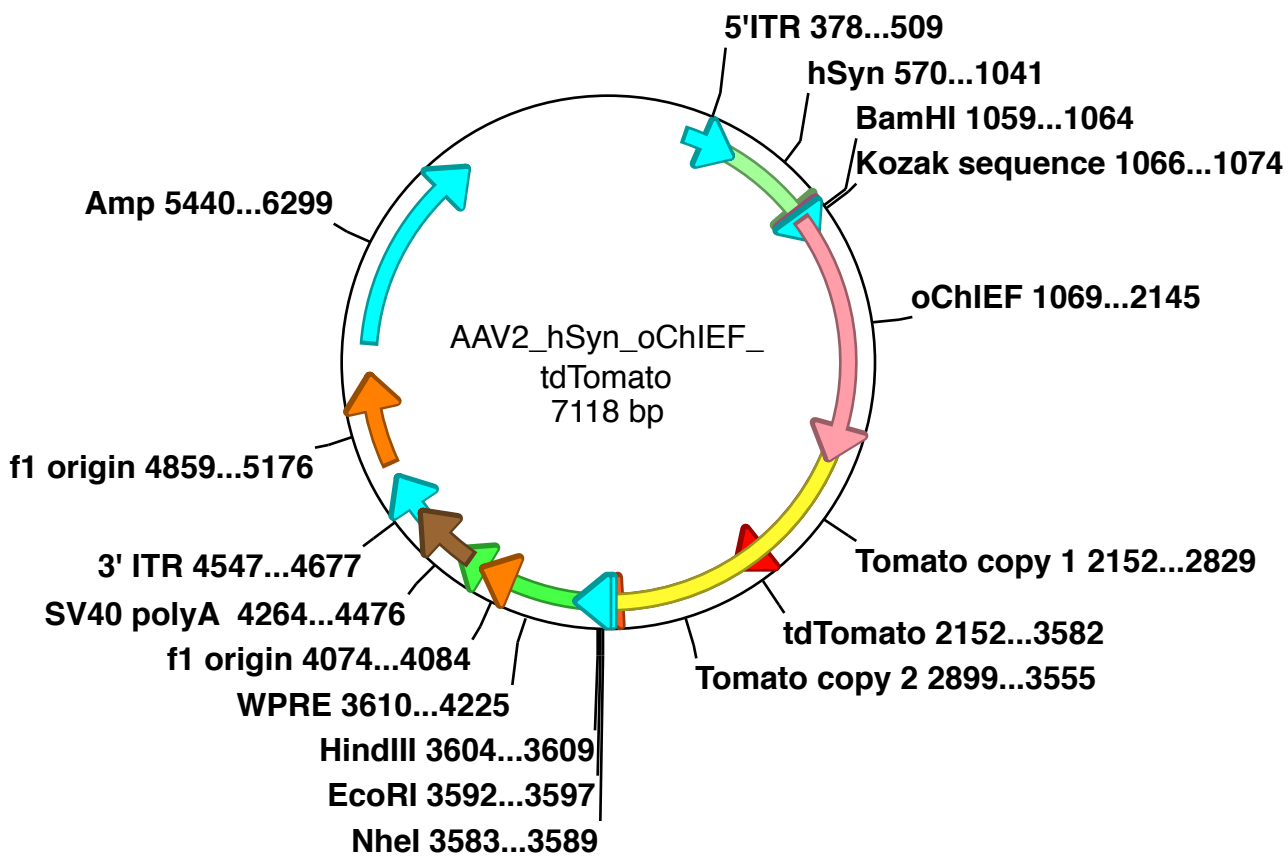 5'ITR 378...509
hSyn 570...1041
BamHI 1059...1064
Kozak sequence 1066...1074
Amp 5440...6299
oChIEF 1069...2145
AAV2_hSyn_oChIEF_
tdTomato
7118 bp
f1 origin 4859...5176
3' ITR 4547...4677
Tomato copy 1 2152...2829
SV40 polyA 4264...4476
tdTomato 2152...3582
f1 origin 4074...4084
Tomato copy 2 2899...3555
WPRE 3610...4225
HindIII 3604...3609
EcoRI 3592...3597
NheI 3583...3589